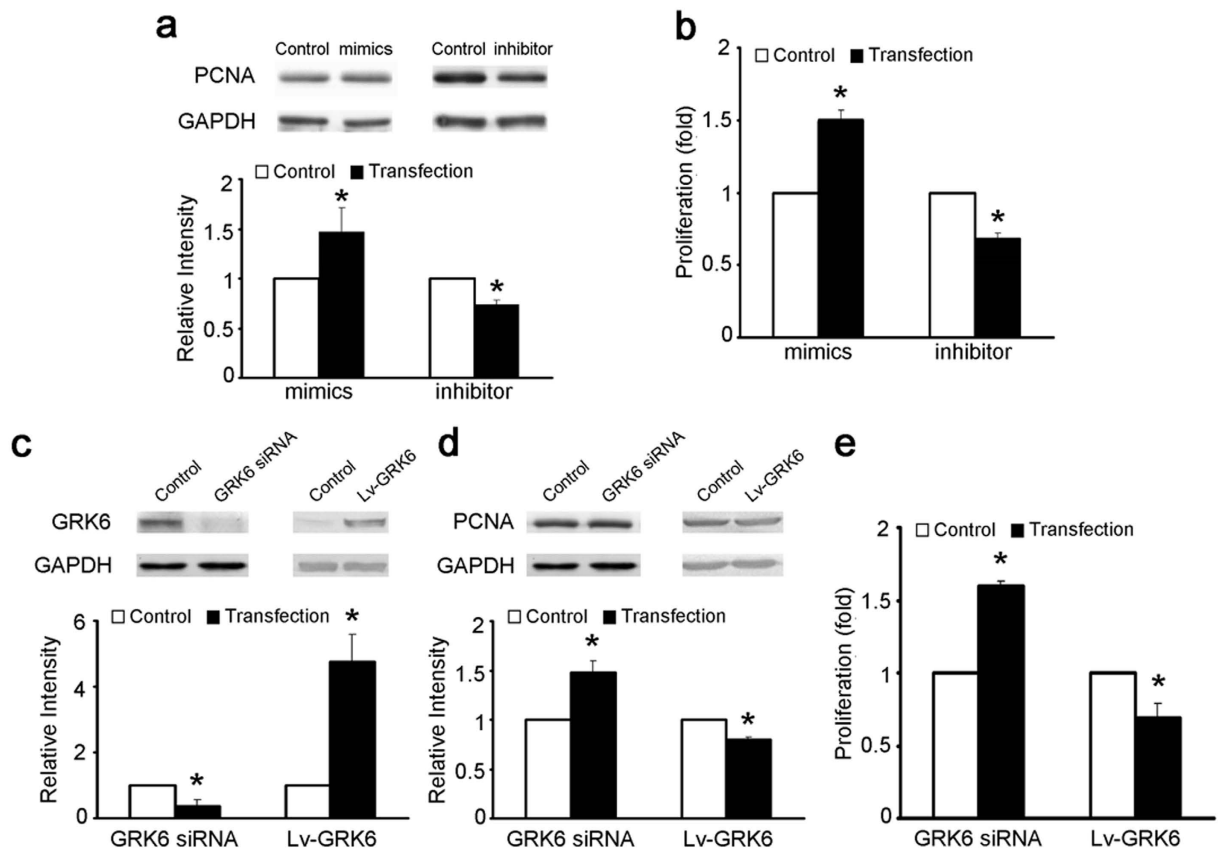 a
Control mimics Control inhibitor
PCNA
GAPDH
Control Transfection
Relative Intensity
2
1.5
1
0.5
0
*
*
mimics inhibitor
b
Control Transfection
Proliferation (fold)
2
1.5
1
0.5
0
*
*
mimics inhibitor
c
Control GRK6 siRNA Control Lv-GRK6
GRK6
GAPDH
Control Transfection
Relative Intensity
6
4
2
0
*
*
GRK6 siRNA Lv-GRK6
d
Control GRK6 siRNA Control Lv-GRK6
PCNA
GAPDH
Control Transfection
Relative Intensity
2
1.5
1
0.5
0
*
*
GRK6 siRNA Lv-GRK6
e
Control Transfection
Proliferation (fold)
2
1.5
1
0.5
0
*
*
GRK6 siRNA Lv-GRK6